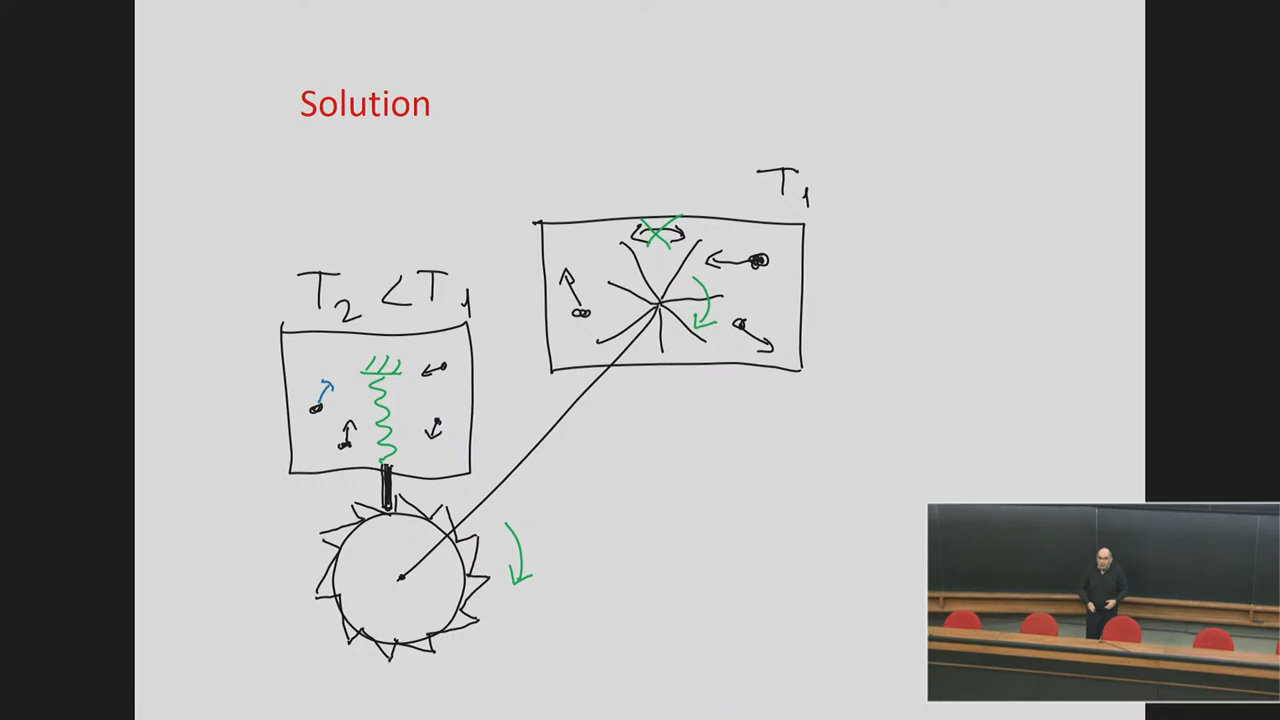 Solution
T₁
T₂ < T₁